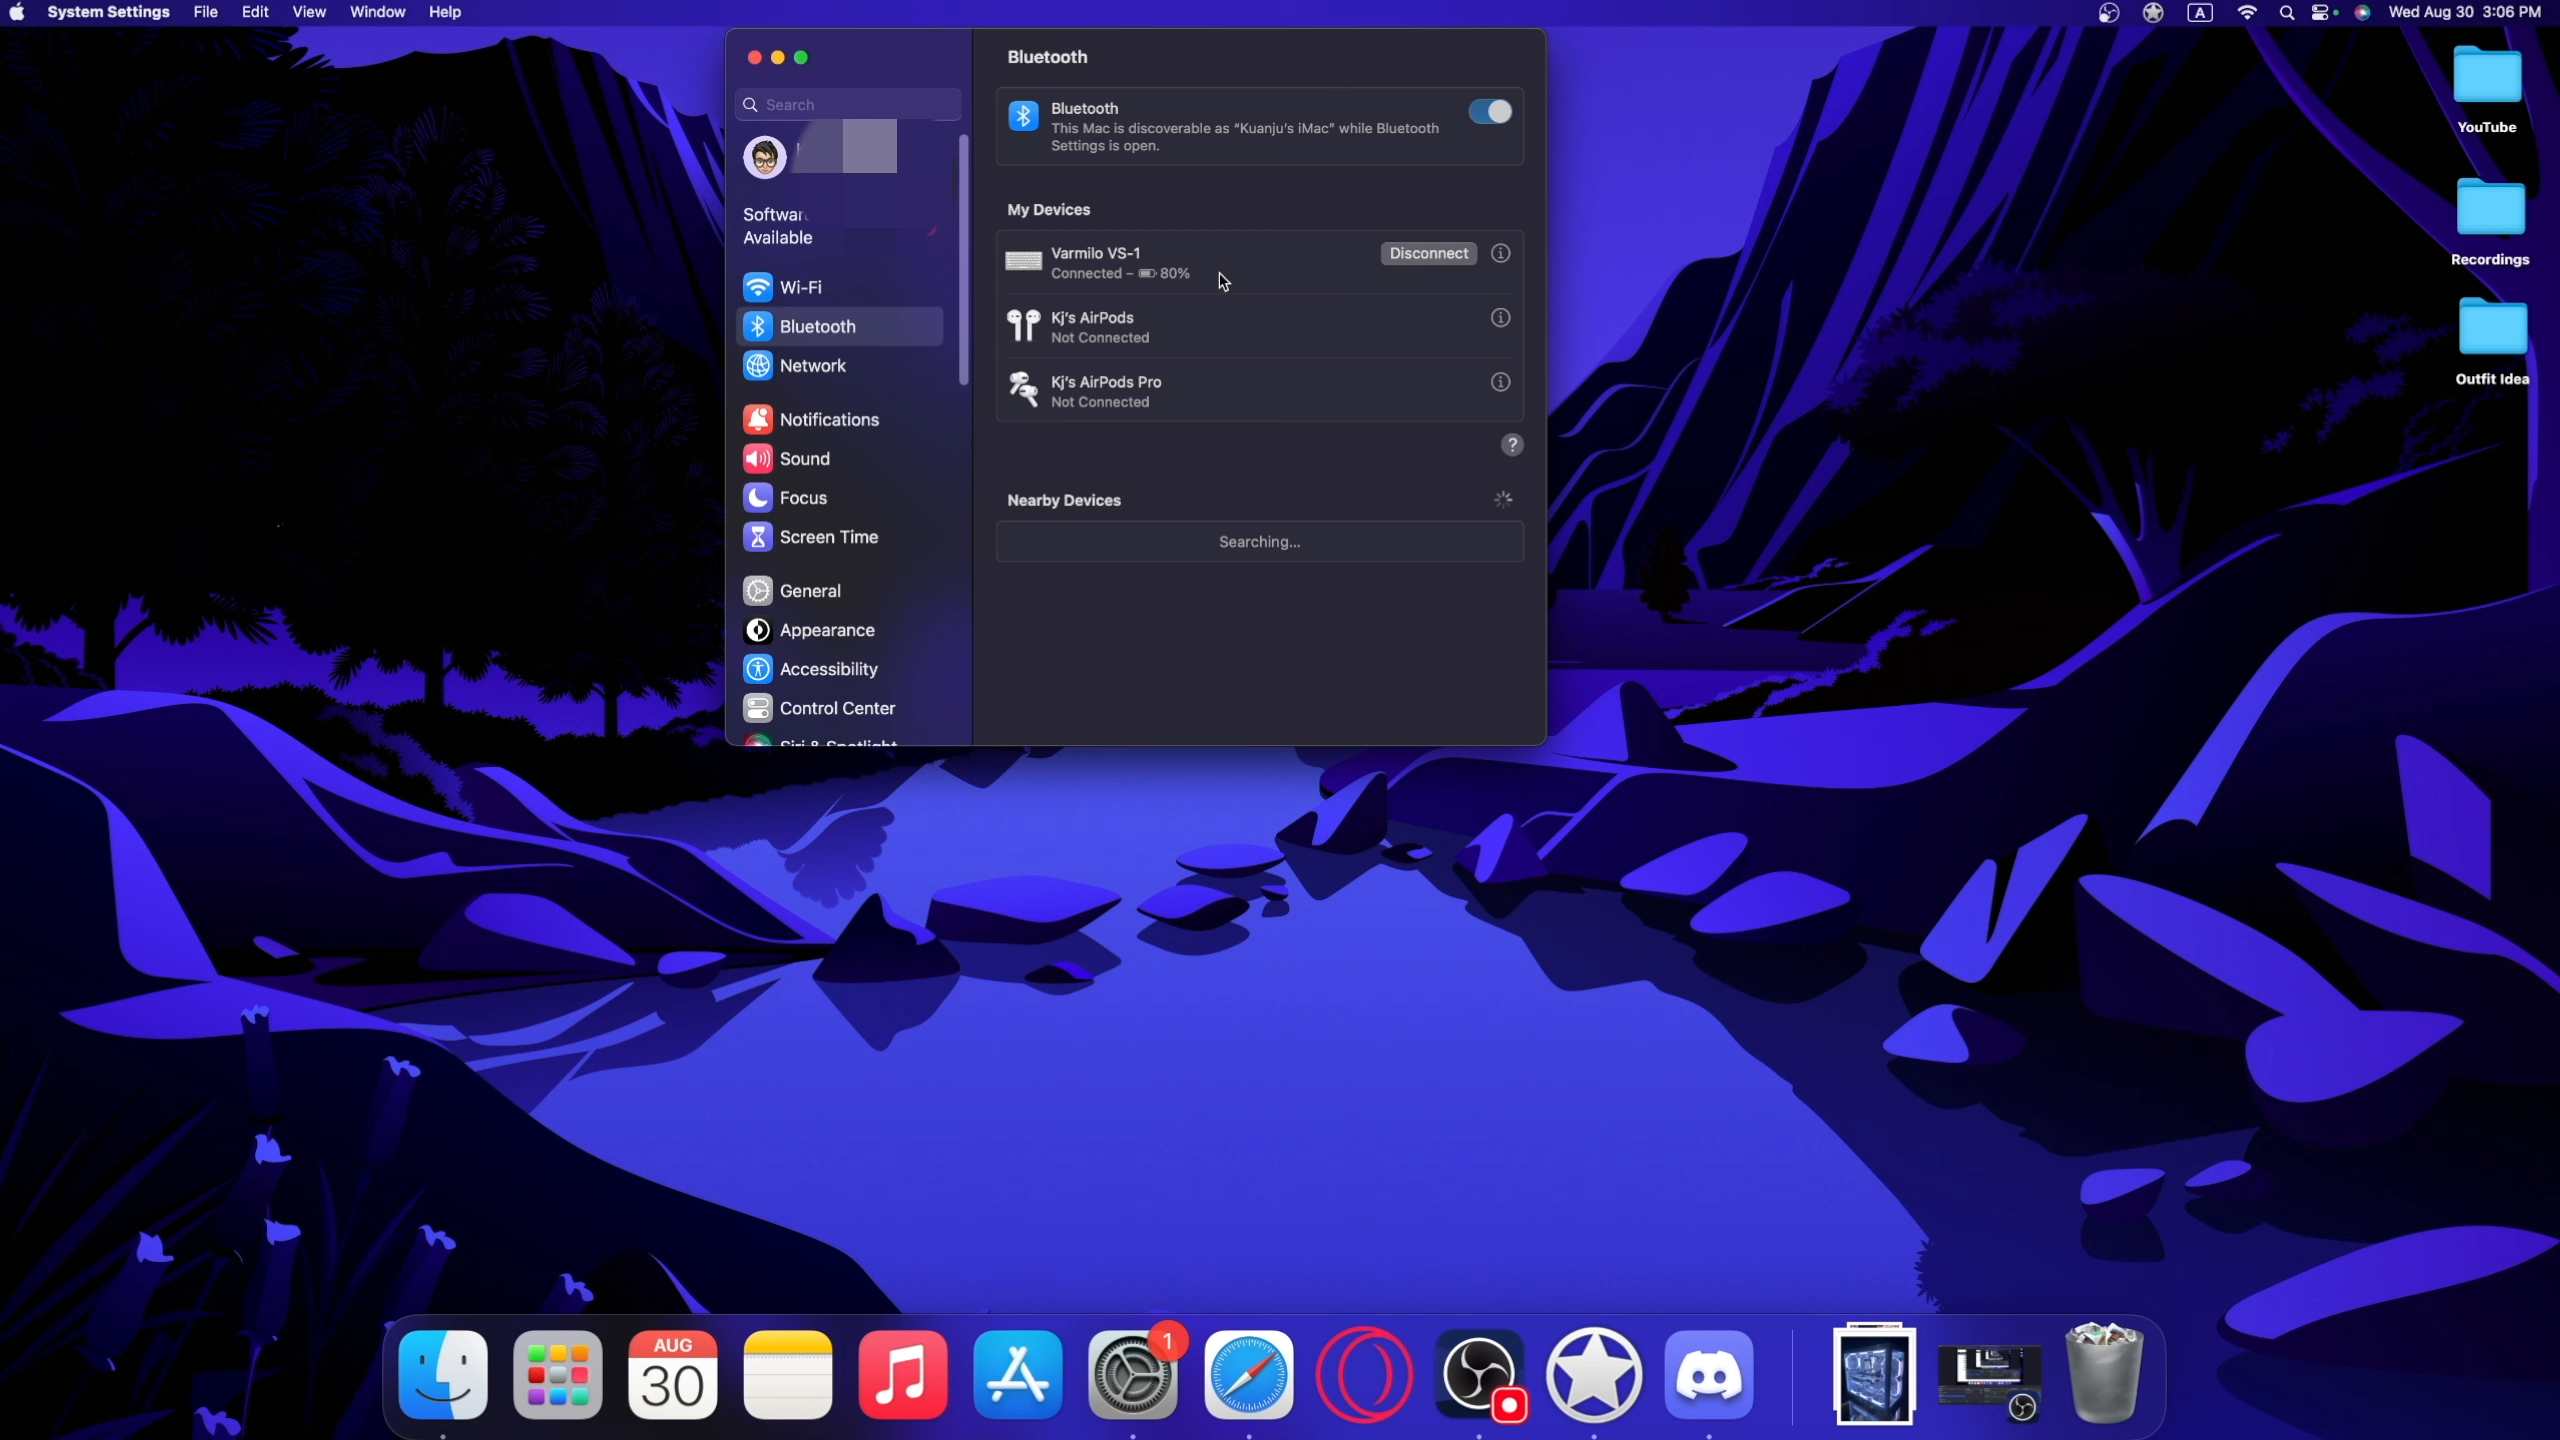 System Settings File Edit View Window Help
A
Wed Aug 30 3:06 PM
Bluetooth
Search
Bluetooth
This Mac is discoverable as "Kuanju's iMac" while Bluetooth
Settings is open.
Available
My Devices
Varmilo VS-1
Connected – 80%
Disconnect
Kj's AirPods
Not Connected
Kj's AirPods Pro
Not Connected
?
Nearby Devices
Searching...
Wi-Fi
Bluetooth
Network
Notifications
Sound
Focus
Screen Time
General
Appearance
Accessibility
Control Center
Siri & Spotlight
YouTube
Recordings
Outfit Idea
AUG
30
1